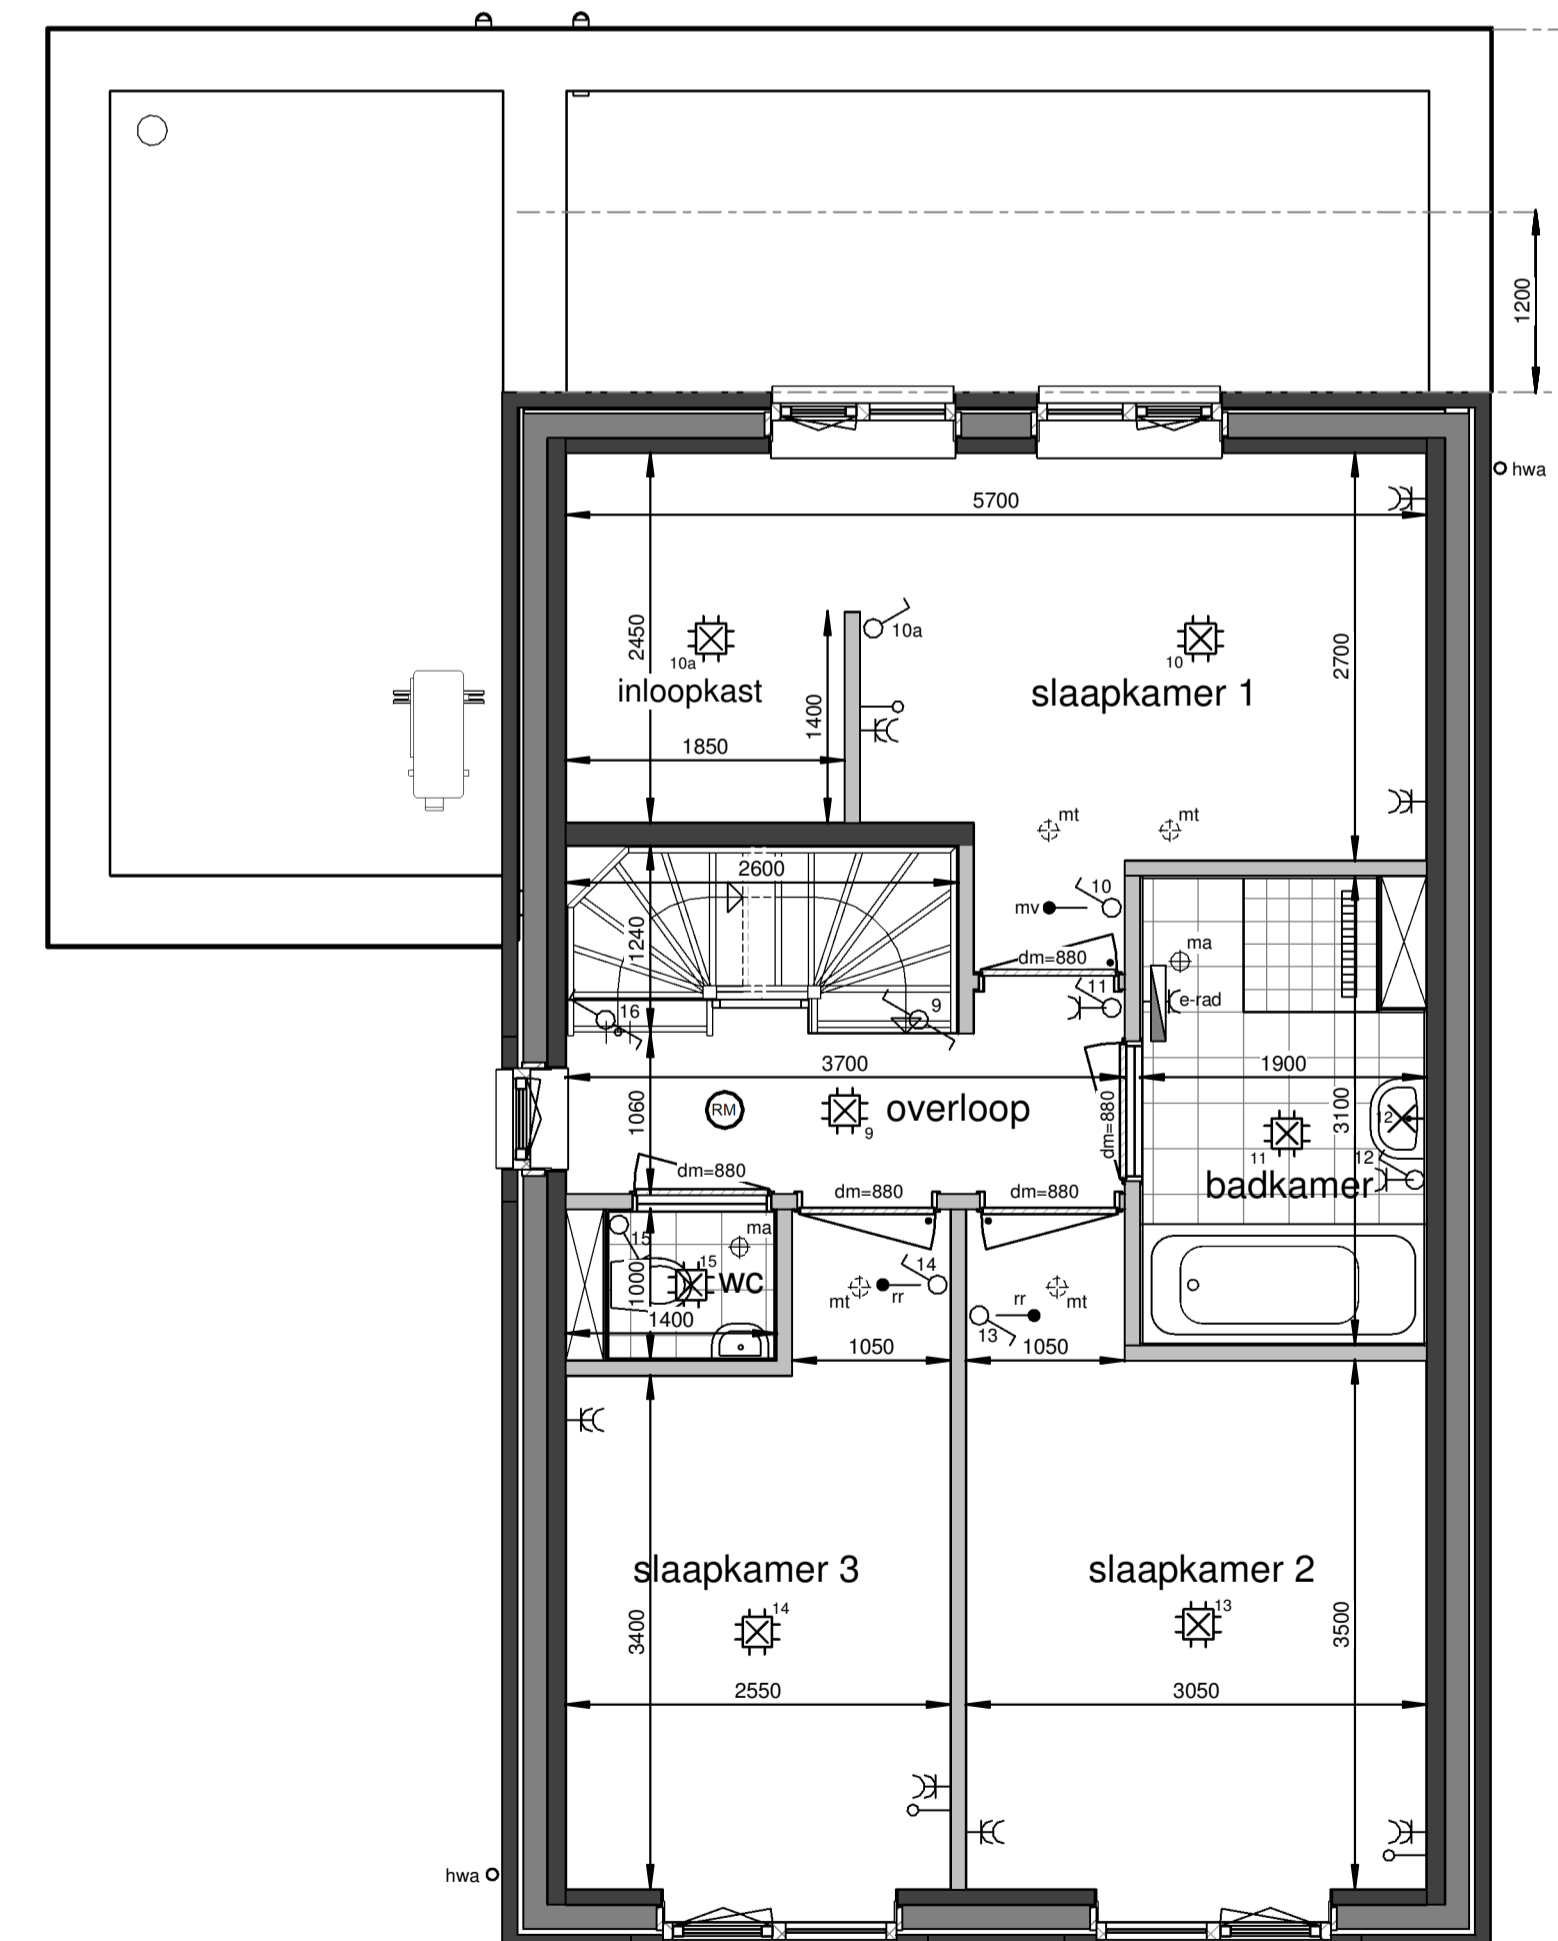 1200
hwa
5700
2450
10a
10a
10
2700
inloopkast
slaapkamer 1
1400
1850
mt
mt
2600
10
mv
1240
ma
dm=880
11
e-rad
16
9
3700
1900
1060
RM
9
overloop
dm=880
3100
12
11
12
badkamer
dm=880
dm=880
dm=880
15
ma
15
wc
1000
1400
14
mt
rr
rr
mt
13
1050
1050
slaapkamer 3
slaapkamer 2
14
13
3400
3500
2550
3050
hwa